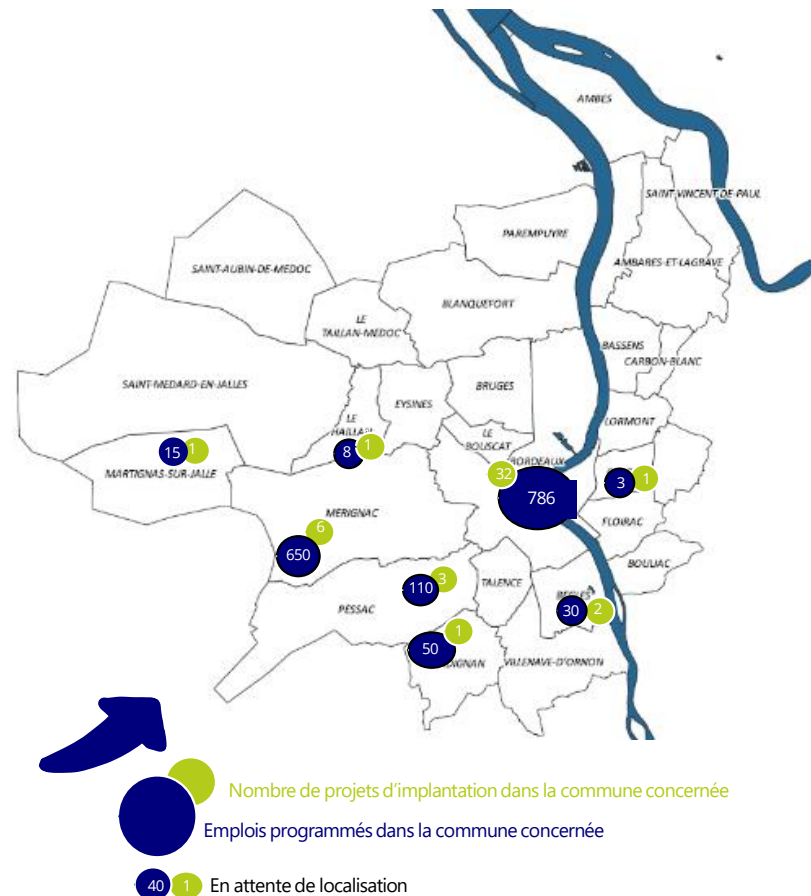 AMBES
SAINT VINCENT-DE-PAUL
PAREMPUYRE
AMBARES-ET-LAGRAVE
SAINT-AUBIN-DE-MEDOC
BLANQUEFORT
LE
TAILLAN-MEDOC
BASSENS
CARBON-BLANC
SAINT-MEDARD-EN-JALLES
BRUGES
EYSINES
LE
HAILLAN
LORMONT
LE
BOUSCAT
8 1
15 1
MARTIGNAS-SUR-JALLE
BORDEAUX
32
786
3 1
MERIGNAC
6
650
FLOIRAC
BOULIAC
TALENCE
3
110
PESSAC
BEGLES
30 2
1
50
DIGNAN
VILLENAVE-D'ORNON
Nombre de projets d'implantation dans la commune concernée
Emplois programmés dans la commune concernée
40 1 En attente de localisation